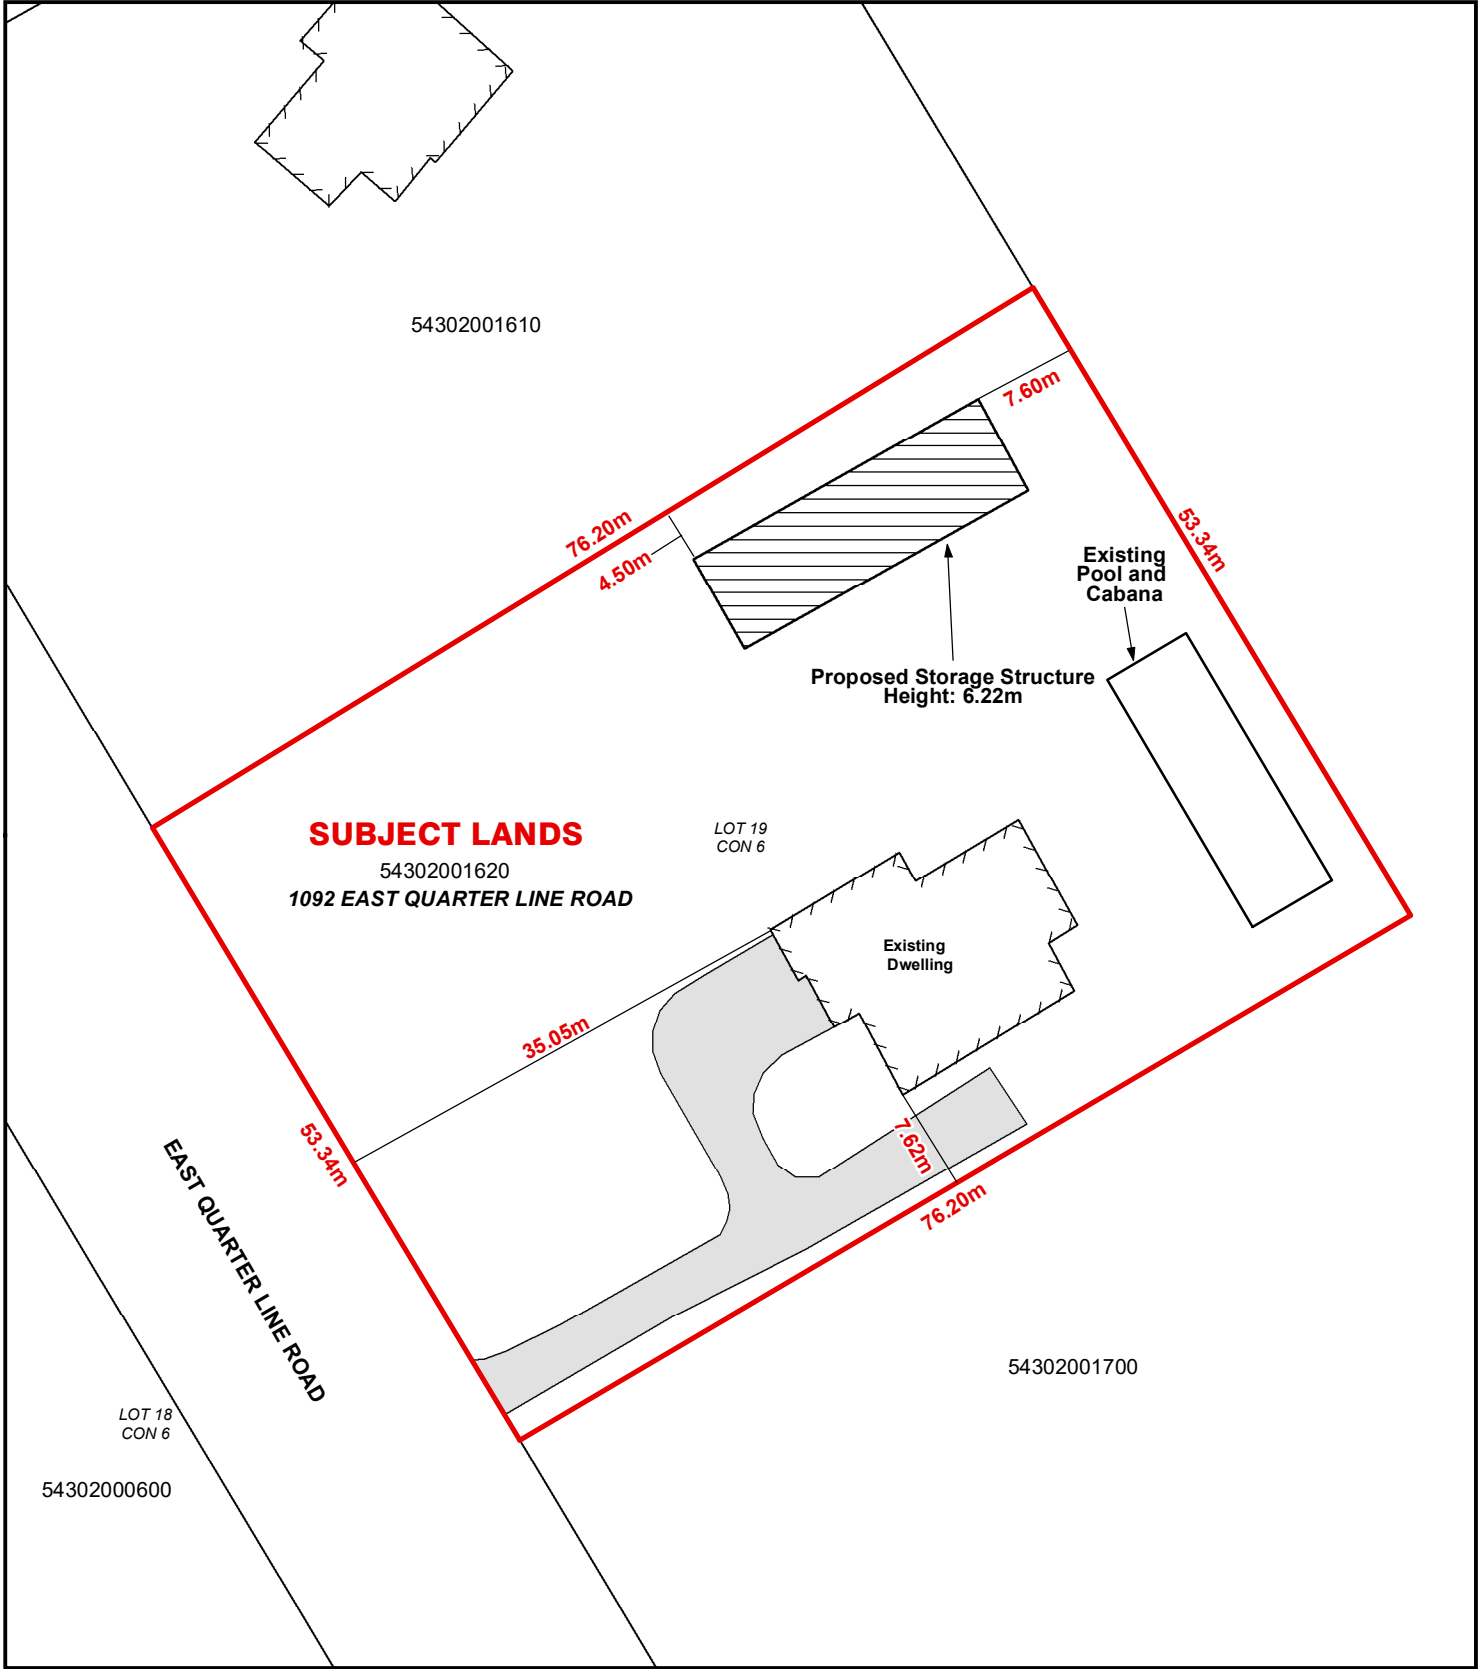 54302001610
7.60m
76.20m
4.50m
53.34m
Existing
Pool and
Cabana
Proposed Storage Structure
Height: 6.22m
SUBJECT LANDS
54302001620
1092 EAST QUARTER LINE ROAD
LOT 19
CON 6
Existing
Dwelling
35.05m
53.34m
7.62m
76.20m
EAST QUARTER LINE ROAD
54302001700
LOT 18
CON 6
54302000600